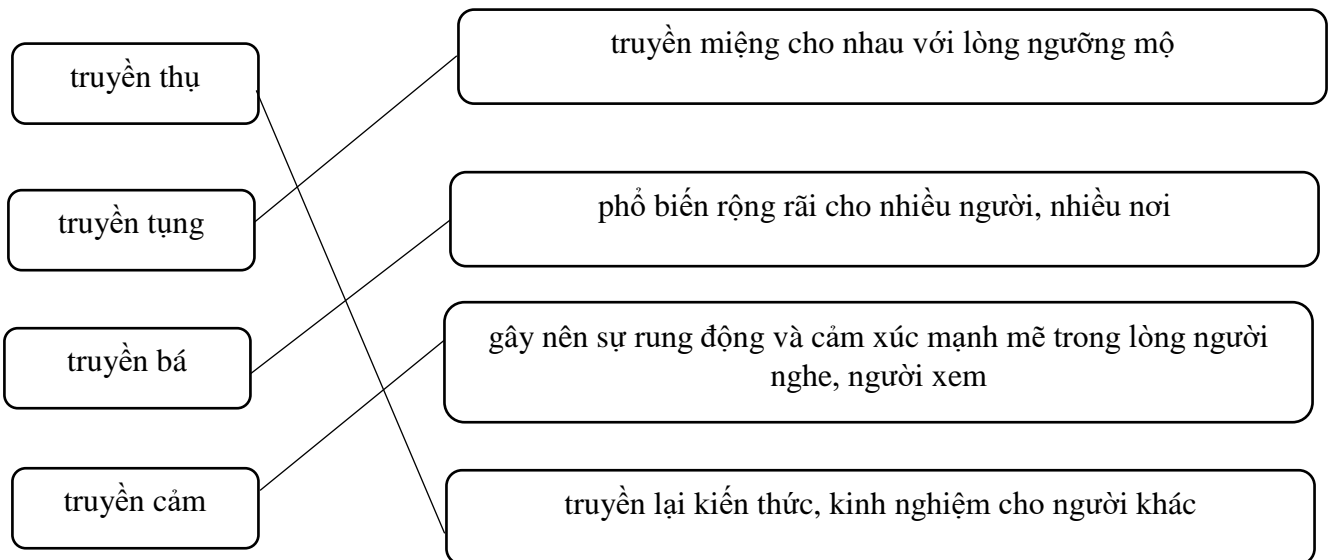 truyền thụ
truyền miệng cho nhau với lòng ngưỡng mộ
truyền tụng
phổ biến rộng rãi cho nhiều người, nhiều nơi
truyền bá
gây nên sự rung động và cảm xúc mạnh mẽ trong lòng người
nghe, người xem
truyền cảm
truyền lại kiến thức, kinh nghiệm cho người khác